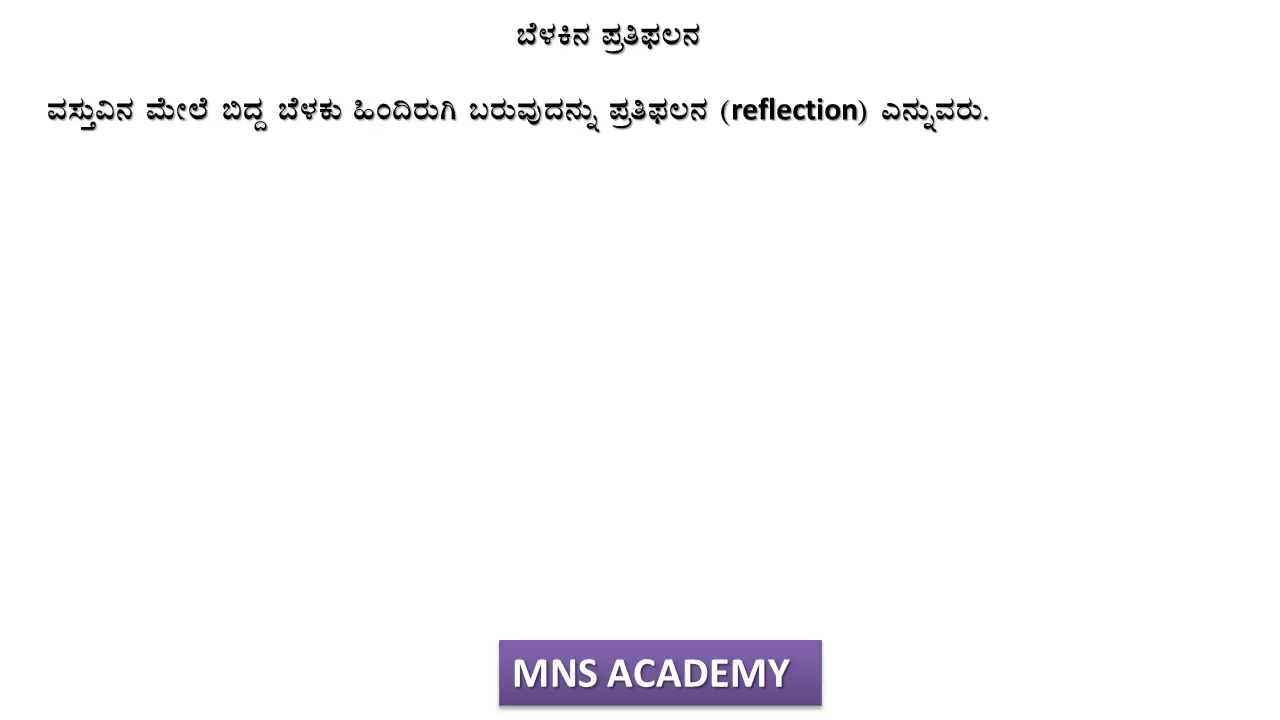 ಬೆಳಕಿನ ಪ್ರತಿಫಲನ
ವಸ್ತುವಿನ ಮೇಲೆ ಬಿದ್ದ ಬೆಳಕು ಹಿಂದಿರುಗಿ ಬರುವುದನ್ನು ಪ್ರತಿಫಲನ (reflection) ಎನ್ನುವರು.
MNS ACADEMY